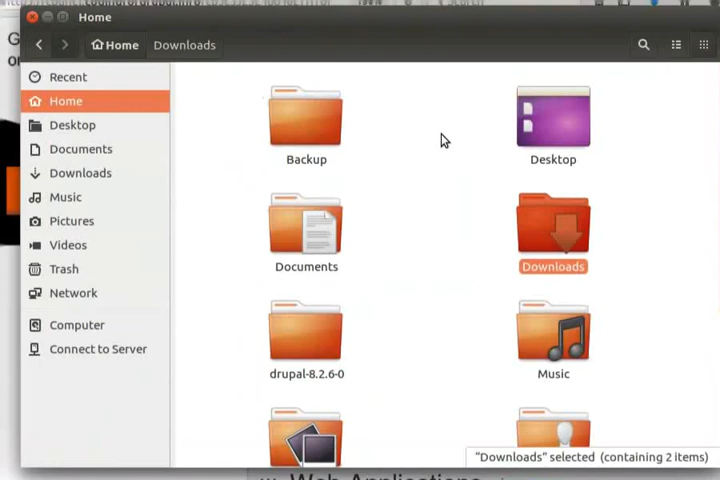 Home
Home Downloads
Recent
Home
Desktop
Documents
Downloads
Music
Pictures
Videos
Trash
Network
Computer
Connect to Server
Backup
Desktop
Documents
Downloads
drupal-8.2.6-0
Music
"Downloads" selected (containing 2 items)
Web Applications